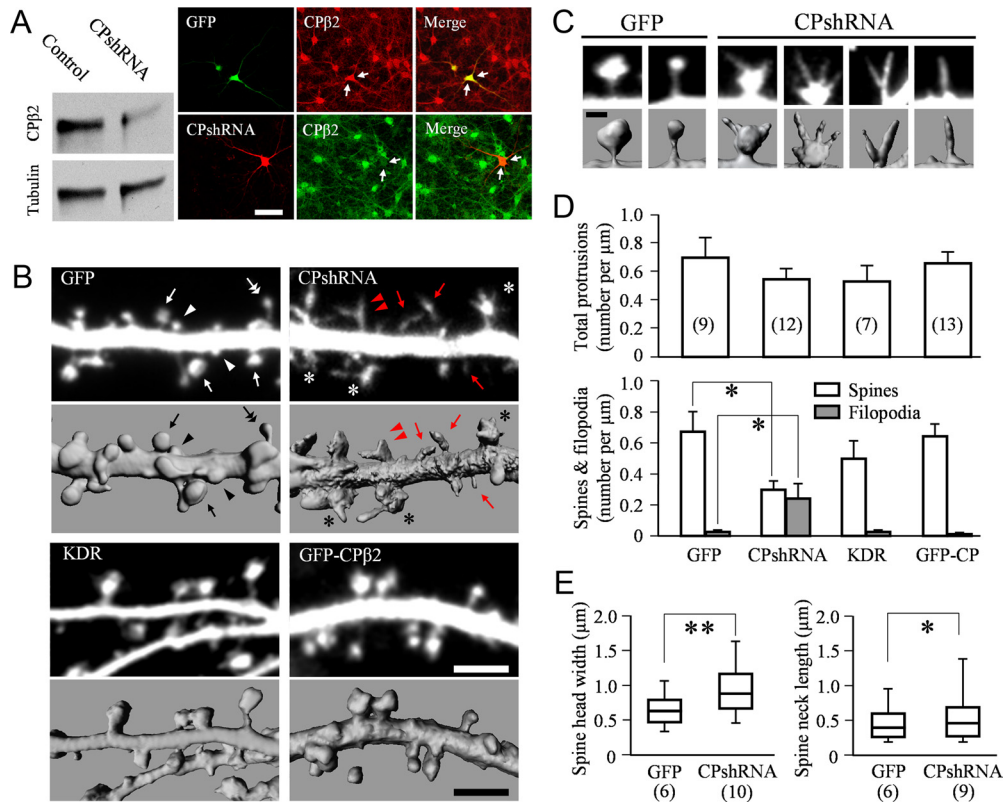 A
Control
CPshRNA
CPβ2
Tubulin
GFP
CPβ2
Merge
CPshRNA
CPβ2
Merge
B
GFP
CPshRNA
*
*
*
*
*
*
KDR
GFP-CPβ2
C
GFP
CPshRNA
D
Total protrusions
(number per μm)
1.0
0.8
0.6
0.4
0.2
0
(9)
(12)
(7)
(13)
Spines & filopodia
(number per μm)
1.0
0.8
0.6
0.4
0.2
0
*
*
Spines
Filopodia
GFP
CPshRNA
KDR
GFP-CP
E
Spine head width (μm)
2.0
1.5
1.0
0.5
0
**
GFP
(6)
CPshRNA
(10)
Spine neck length (μm)
2.0
1.5
1.0
0.5
0
*
GFP
(6)
CPshRNA
(9)